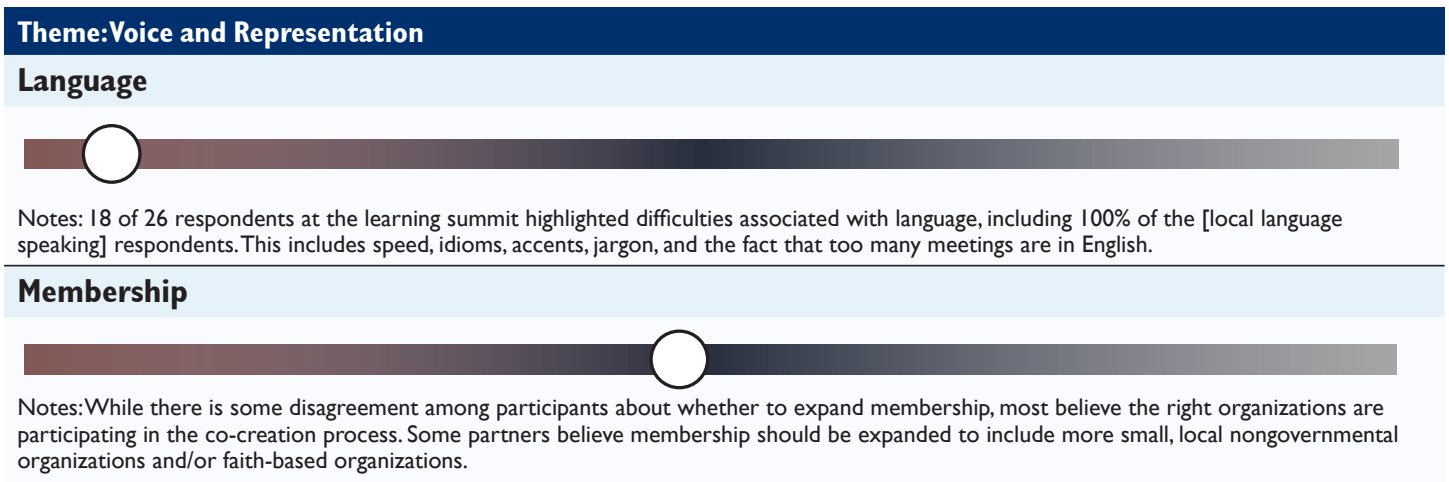 Theme: Voice and Representation
Language
Notes: 18 of 26 respondents at the learning summit highlighted difficulties associated with language, including 100% of the [local language
speaking] respondents. This includes speed, idioms, accents, jargon, and the fact that too many meetings are in English.
Membership
Notes: While there is some disagreement among participants about whether to expand membership, most believe the right organizations are
participating in the co-creation process. Some partners believe membership should be expanded to include more small, local nongovernmental
organizations and/or faith-based organizations.